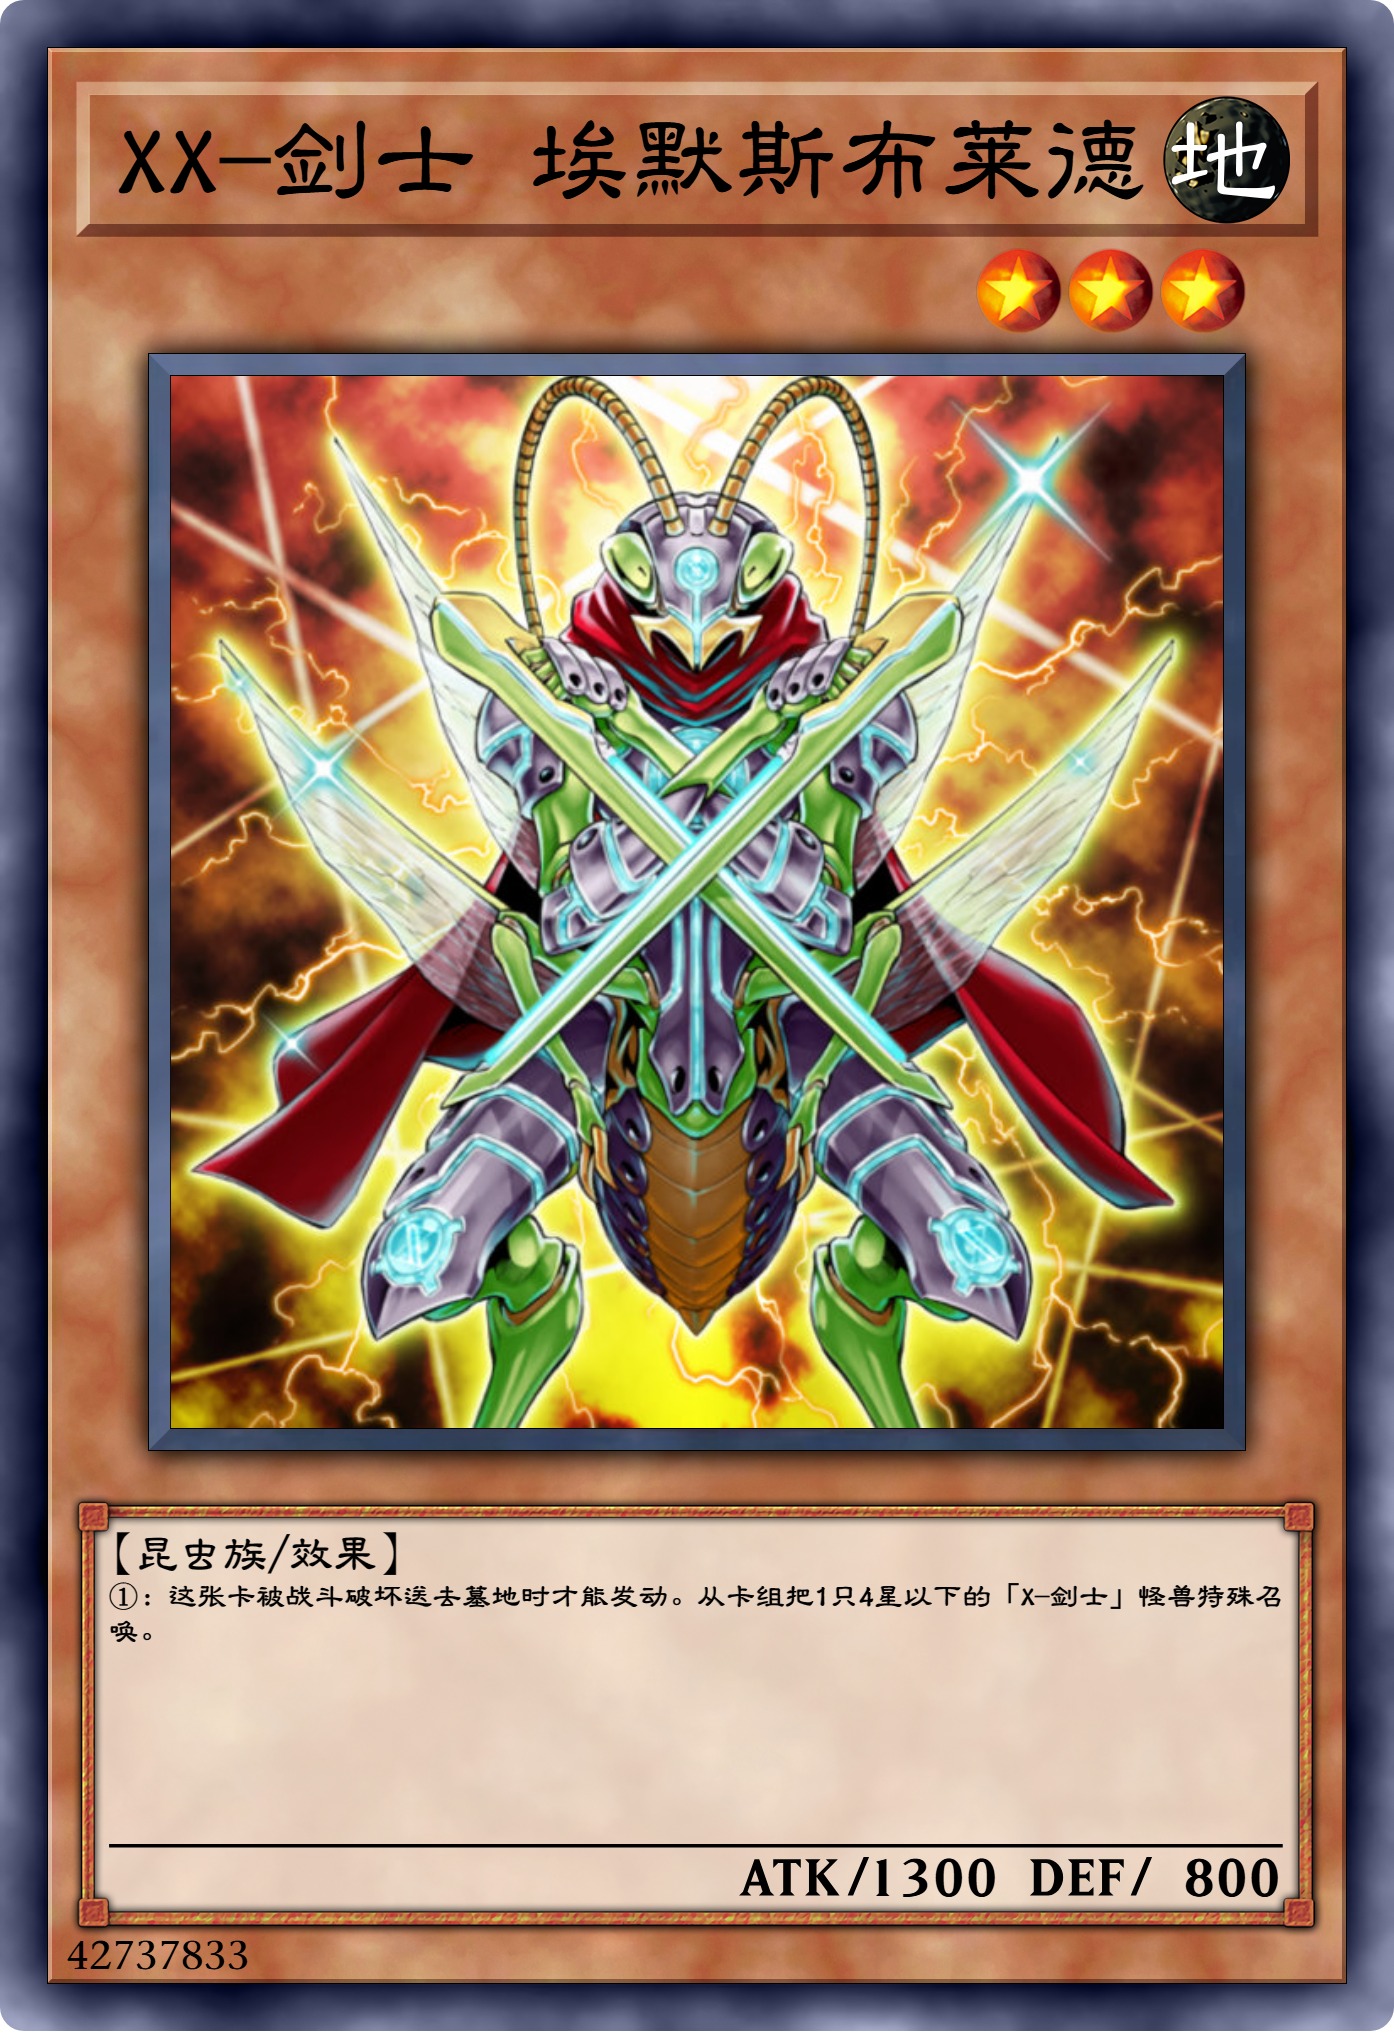 XX-剑士 埃默斯布莱德 地
【昆虫族/效果】
①：这张卡被战斗破坏送去墓地时才能发动。从卡组把1只4星以下的「X-剑士」怪兽特殊召
唤。
ATK/1300 DEF/ 800
42737833